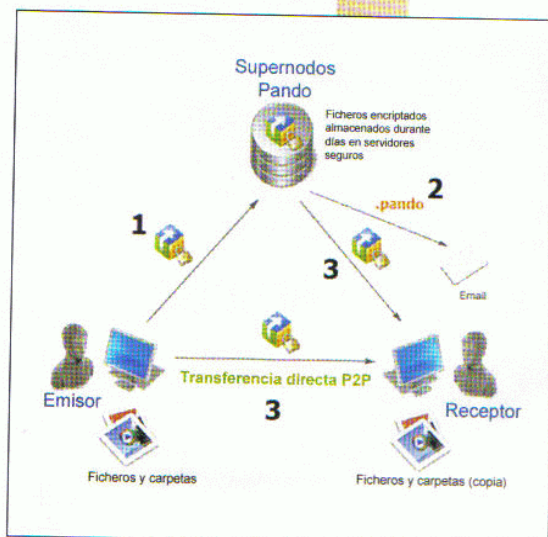 Supernodos
Pando
Ficheros encriptados
almacenados durante
días en servidores
seguros
1
.pando 2
3
Email
Transferencia directa P2P
3
Emisor
Receptor
Ficheros y carpetas
Ficheros y carpetas (copia)